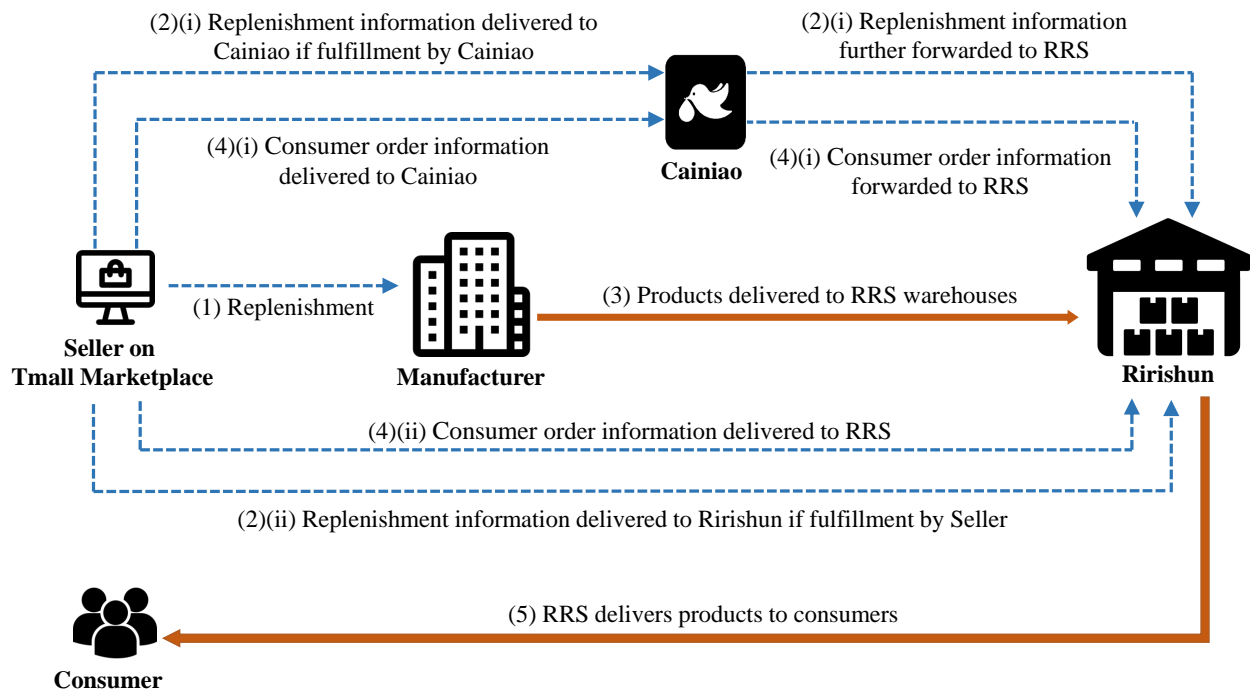 (2)(i) Replenishment information delivered to
Cainiao if fulfillment by Cainiao
(2)(i) Replenishment information
further forwarded to RRS
(4)(i) Consumer order information
delivered to Cainiao
Cainiao
(4)(i) Consumer order information
forwarded to RRS
(1) Replenishment
(3) Products delivered to RRS warehouses
Seller on
Tmall Marketplace
Manufacturer
Ririshun
(4)(ii) Consumer order information delivered to RRS
(2)(ii) Replenishment information delivered to Ririshun if fulfillment by Seller
(5) RRS delivers products to consumers
Consumer